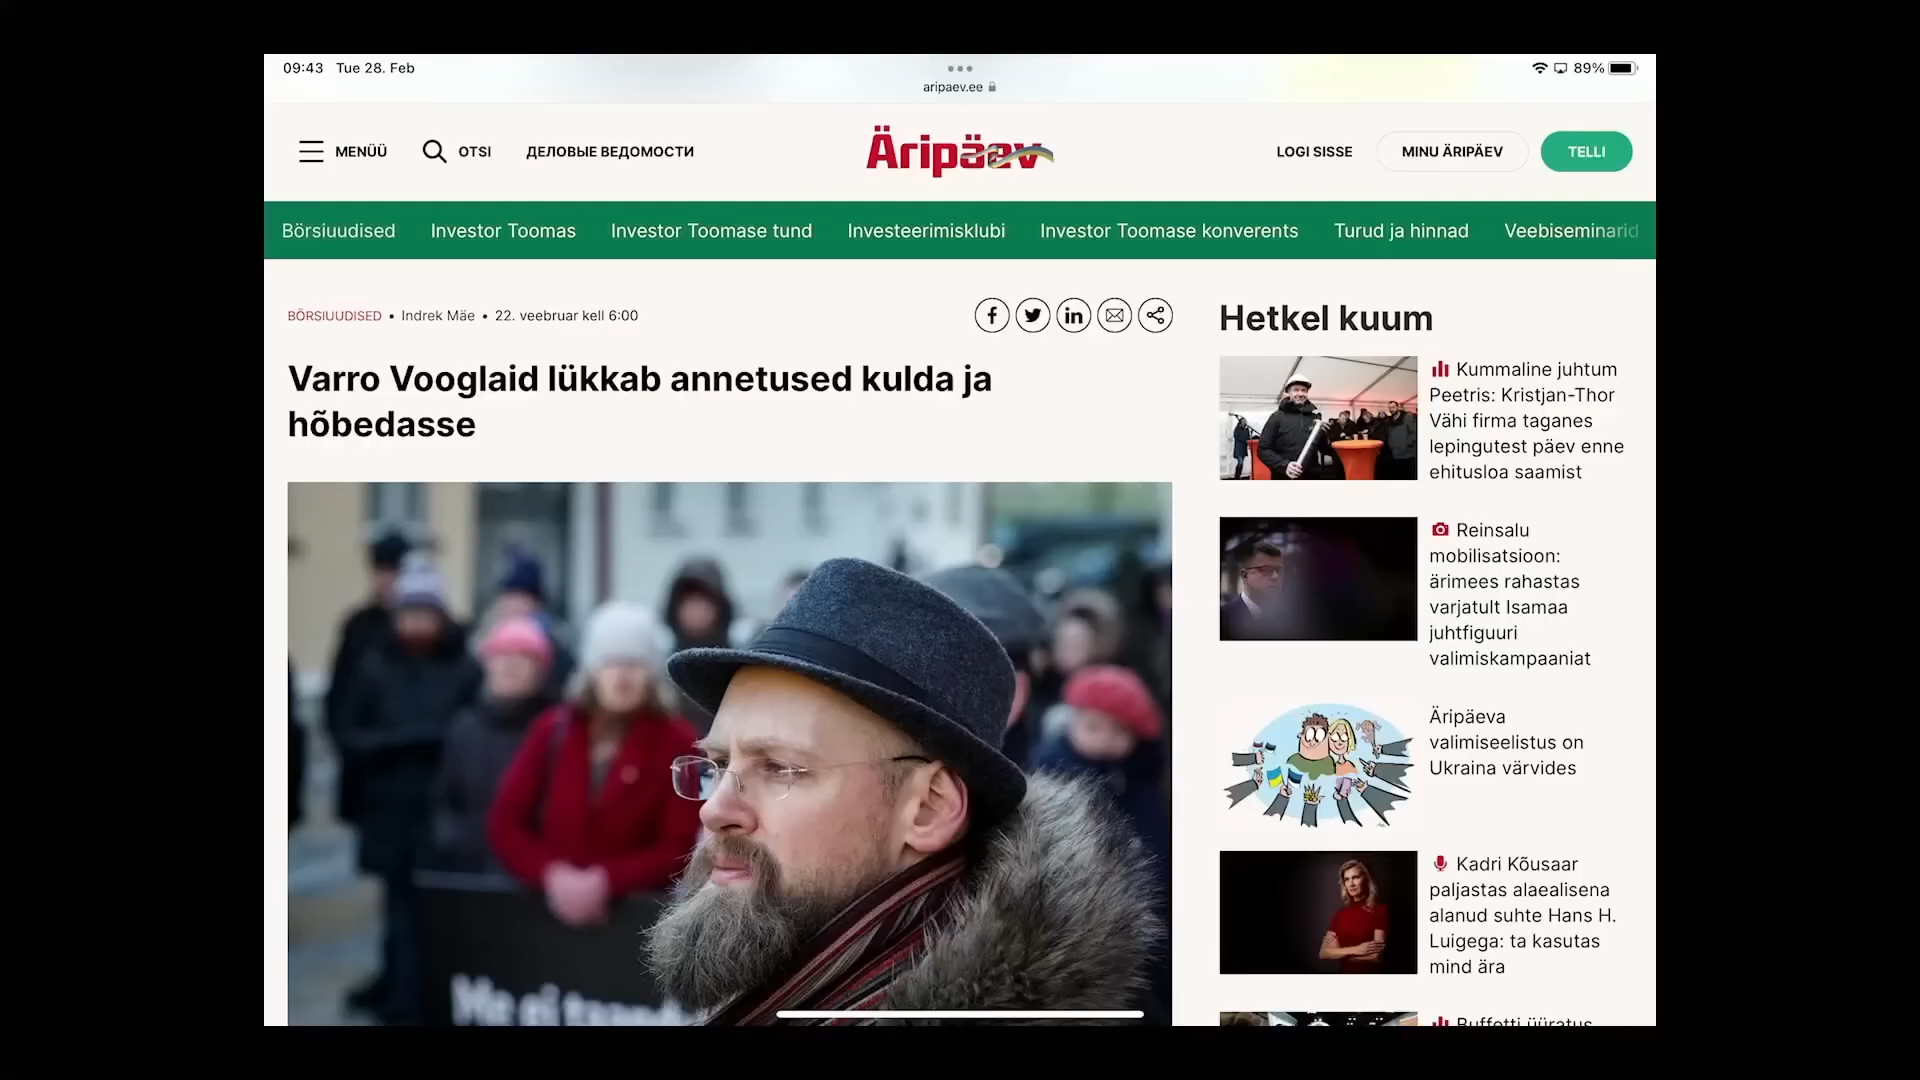 09:43 Tue 28. Feb
aripaev.ee
89%
MENÜÜ
OTSI
ДЕЛОВЫЕ ВЕДОМОСТИ
Äripäev
LOGI SISSE
MINU ÄRIPÄEV
TELLI
Börsiuudised
Investor Toomas
Investor Toomase tund
Investeerimisklubi
Investor Toomase konverents
Turud ja hinnad
Veebiseminarid
BÖRSIUUDISED • Indrek Mäe • 22. veebruar kell 6:00
Varro Vooglaid lükkab annetused kulda ja
hõbedasse
Me ei
Hetkel kuum
Kummaline juhtum
Peetris: Kristjan-Thor
Vähi firma taganes
lepingutest päev enne
ehitusloa saamist
Reinsalu
mobilisatsioon:
ärimees rahastas
varjatult Isamaa
juhtfiguuri
valimiskampaaniat
Äripäeva
valimiseelistus on
Ukraina värvides
Kadri Kõusaar
paljastas alaealisena
alanud suhte Hans H.
Luigega: ta kasutas
mind ära
Buffetti üüratus